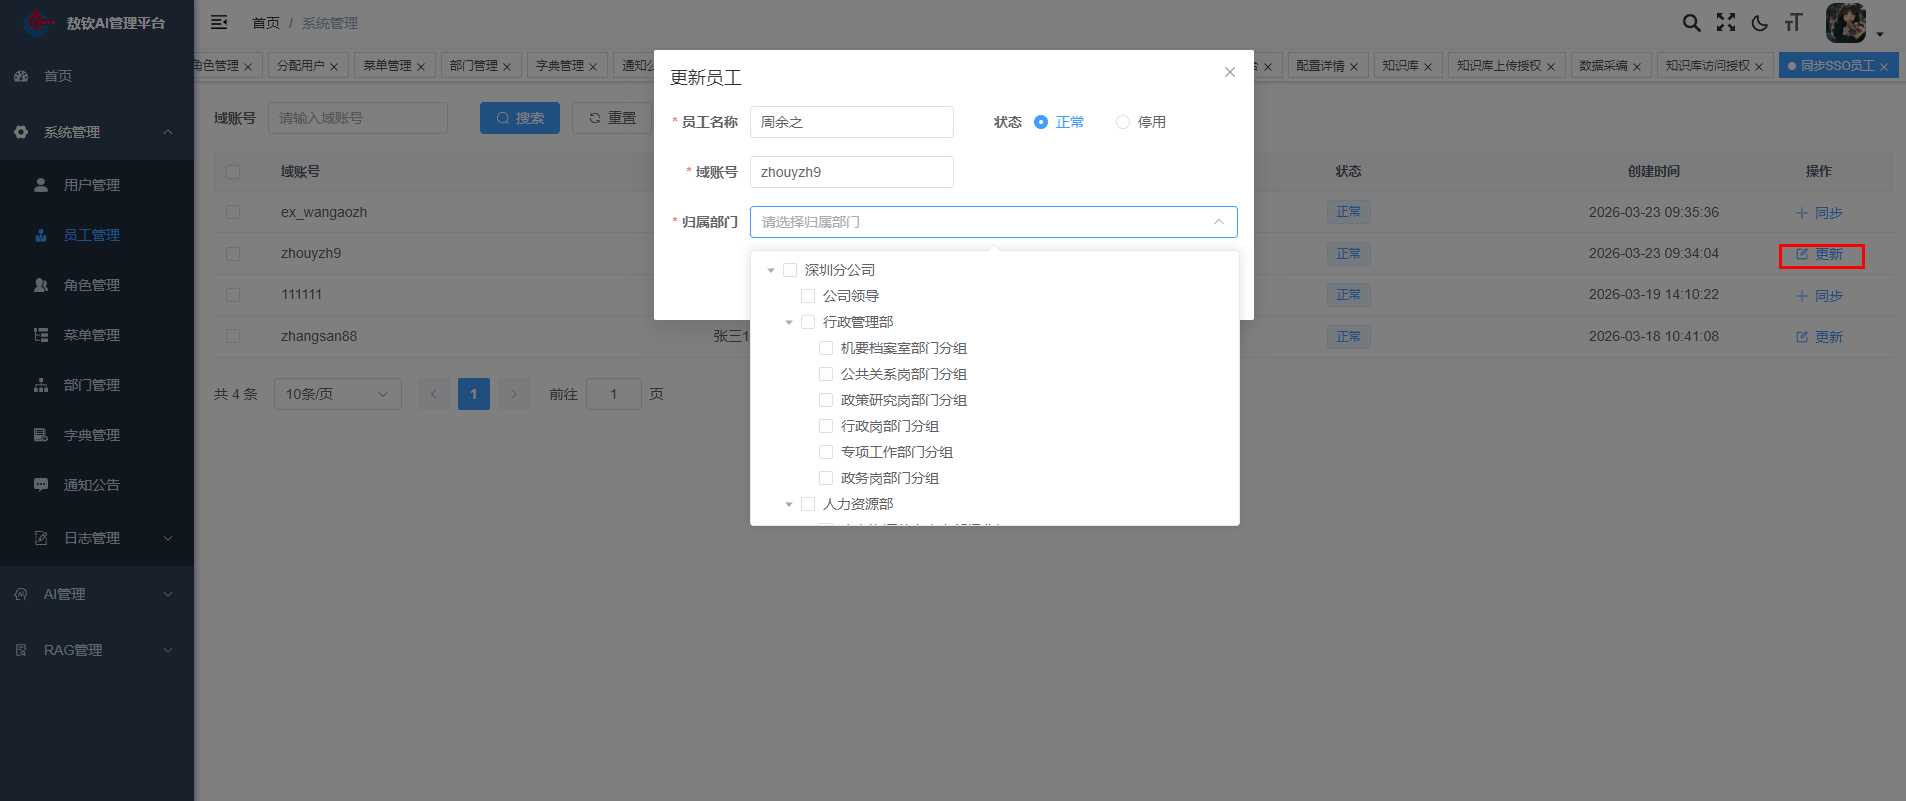 敖钦AI管理平台
首页 / 系统管理
角色管理 × 分配用户 × 菜单管理 × 部门管理 × 字典管理 × 通知公
× 配置详情 × 知识库 × 知识库上传授权 × 数据采编 × 知识库访问授权 × 同步SSO员工 ×
首页
系统管理
用户管理
员工管理
角色管理
菜单管理
部门管理
字典管理
通知公告
日志管理
AI管理
RAG管理
域账号 请输入域账号 搜索 重置
域账号 状态 创建时间 操作
ex_wangaozh 正常 2026-03-23 09:35:36 同步
zhouyzh9 正常 2026-03-23 09:34:04 更新
111111 正常 2026-03-19 14:10:22 同步
zhangsan88 张三1 正常 2026-03-18 10:41:08 更新
共 4 条 10条/页 1 前往 1 页
更新员工
* 员工名称 周余之 状态 正常 停用
* 域账号 zhouyzh9
* 归属部门 请选择归属部门
深圳分公司
公司领导
行政管理部
机要档案室部门分组
公共关系岗部门分组
政策研究岗部门分组
行政岗部门分组
专项工作部门分组
政务岗部门分组
人力资源部